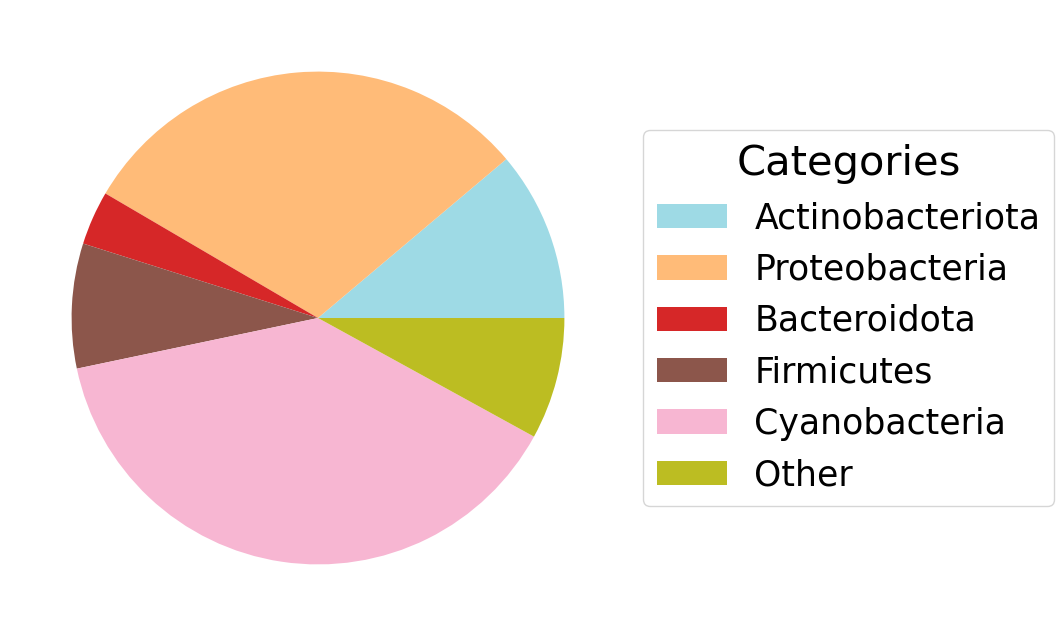 Categories
Actinobacteriota
Proteobacteria
Bacteroidota
Firmicutes
Cyanobacteria
Other